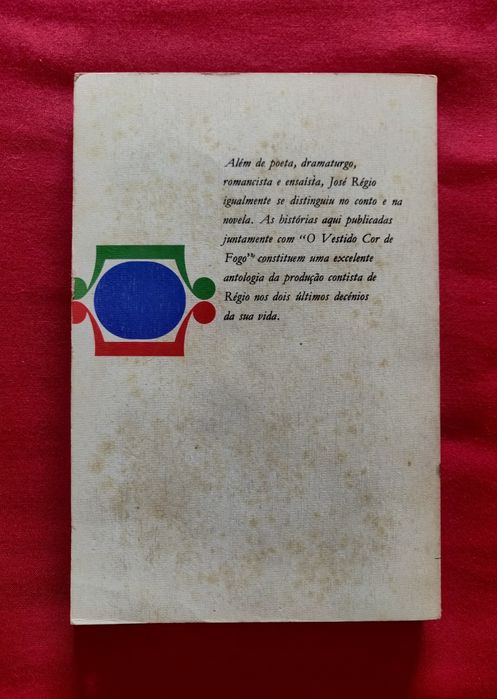 Além de poeta, dramaturgo,
romancista e ensaísta, José Régio
igualmente se distinguiu no conto e na
novela. As histórias aqui publicadas
juntamente com "O Vestido Cor de
Fogo" constituem uma excelente
antologia da produção contista de
Régio nos dois últimos decénios
da sua vida.